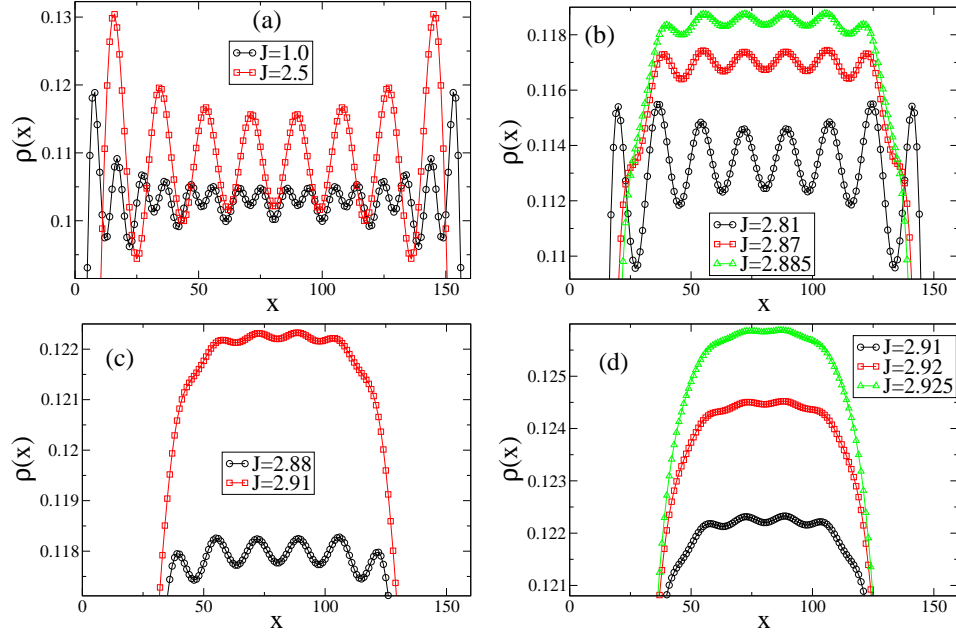 (a)
J=1.0
J=2.5
ρ(x)
0.13
0.12
0.11
0.1
0 50 100 150
x
(b)
J=2.81
J=2.87
J=2.885
ρ(x)
0.118
0.116
0.114
0.112
0.11
0 50 100 150
x
(c)
J=2.88
J=2.91
ρ(x)
0.122
0.121
0.119
0.118
0 50 100 150
x
(d)
J=2.91
J=2.92
J=2.925
ρ(x)
0.125
0.124
0.123
0.122
0.121
0 50 100 150
x